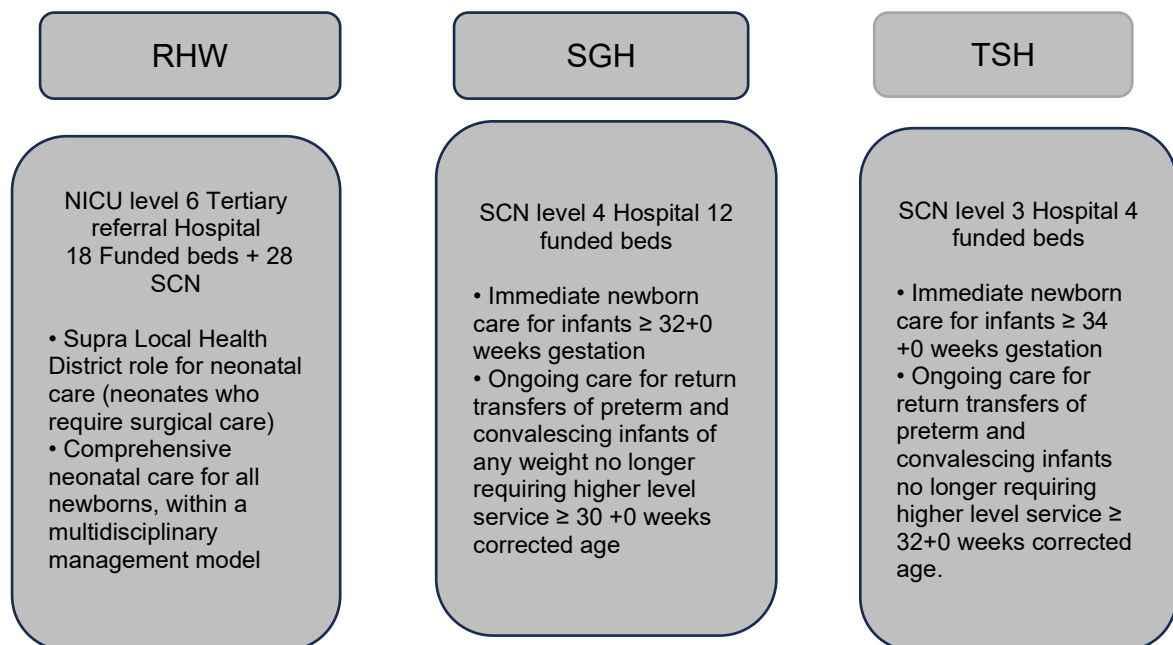 RHW
NICU level 6 Tertiary
referral Hospital
18 Funded beds + 28
SCN
• Supra Local Health
District role for neonatal
care (neonates who
require surgical care)
• Comprehensive
neonatal care for all
newborns, within a
multidisciplinary
management model
SGH
SCN level 4 Hospital 12
funded beds
• Immediate newborn
care for infants ≥ 32+0
weeks gestation
• Ongoing care for return
transfers of preterm and
convalescing infants of
any weight no longer
requiring higher level
service ≥ 30 +0 weeks
corrected age
TSH
SCN level 3 Hospital 4
funded beds
• Immediate newborn
care for infants ≥ 34
+0 weeks gestation
• Ongoing care for
return transfers of
preterm and
convalescing infants
no longer requiring
higher level service ≥
32+0 weeks corrected
age.